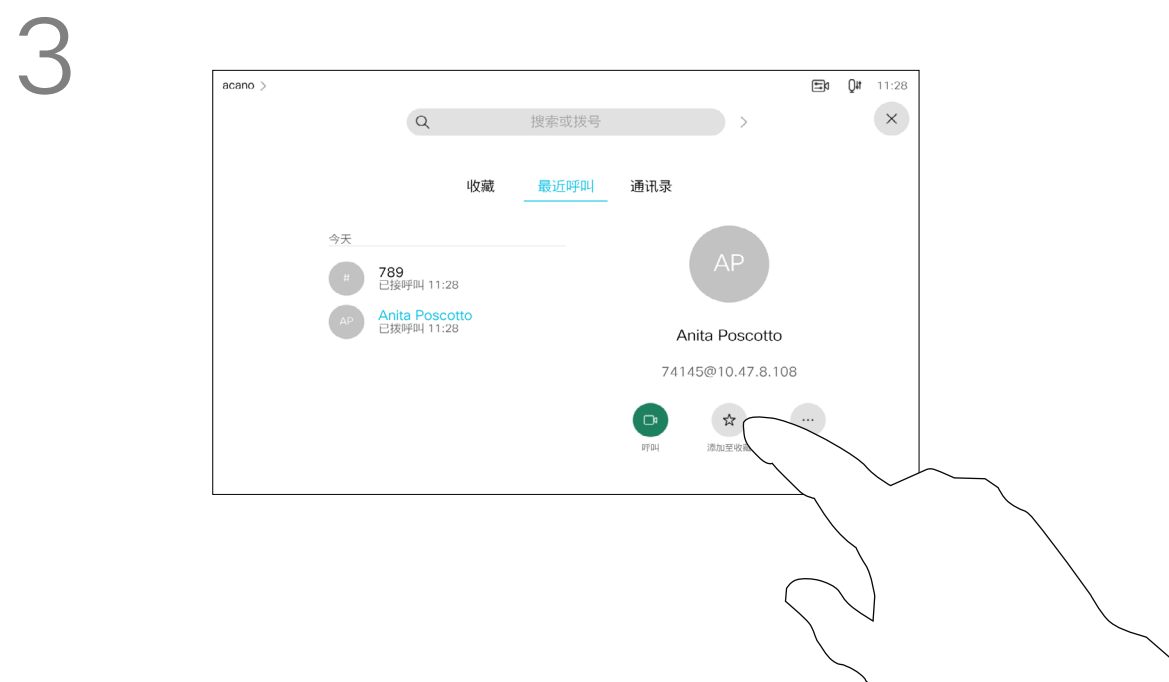 3
acano >
11:28
搜索或拨号
收藏 最近呼叫 通讯录
今天
#
789
已接呼叫 11:28
AP
Anita Poscotto
已拨呼叫 11:28
AP
Anita Poscotto
74145@10.47.8.108
呼叫
添加至收藏